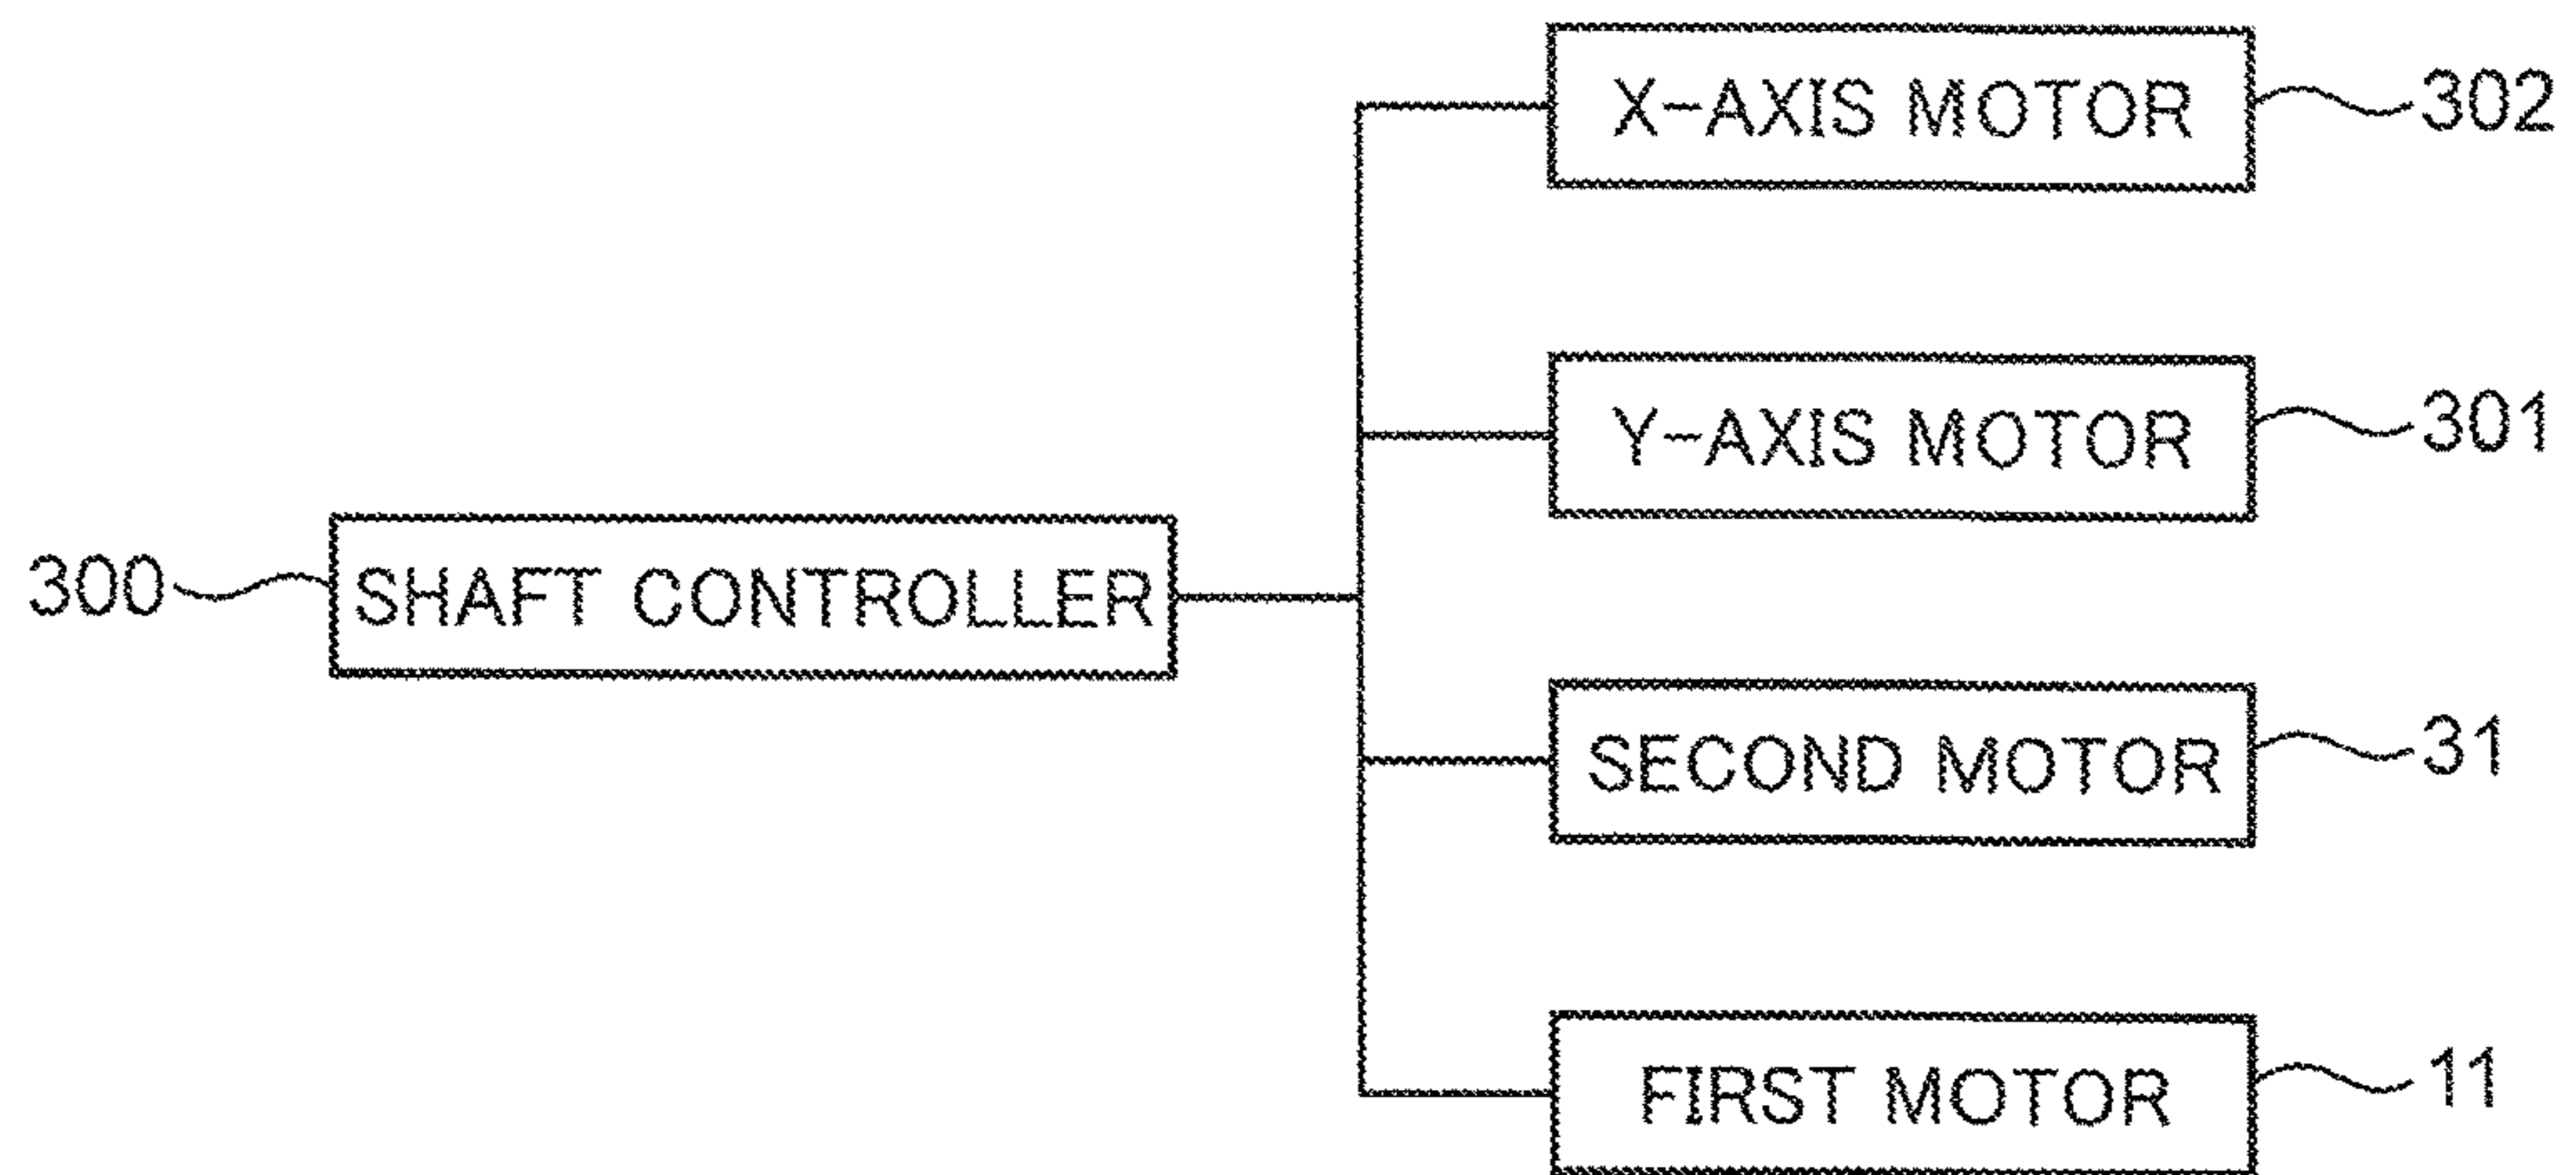 X-AXIS MOTOR 302
Y-AXIS MOTOR 301
300 SHAFT CONTROLLER
SECOND MOTOR 31
FIRST MOTOR 11